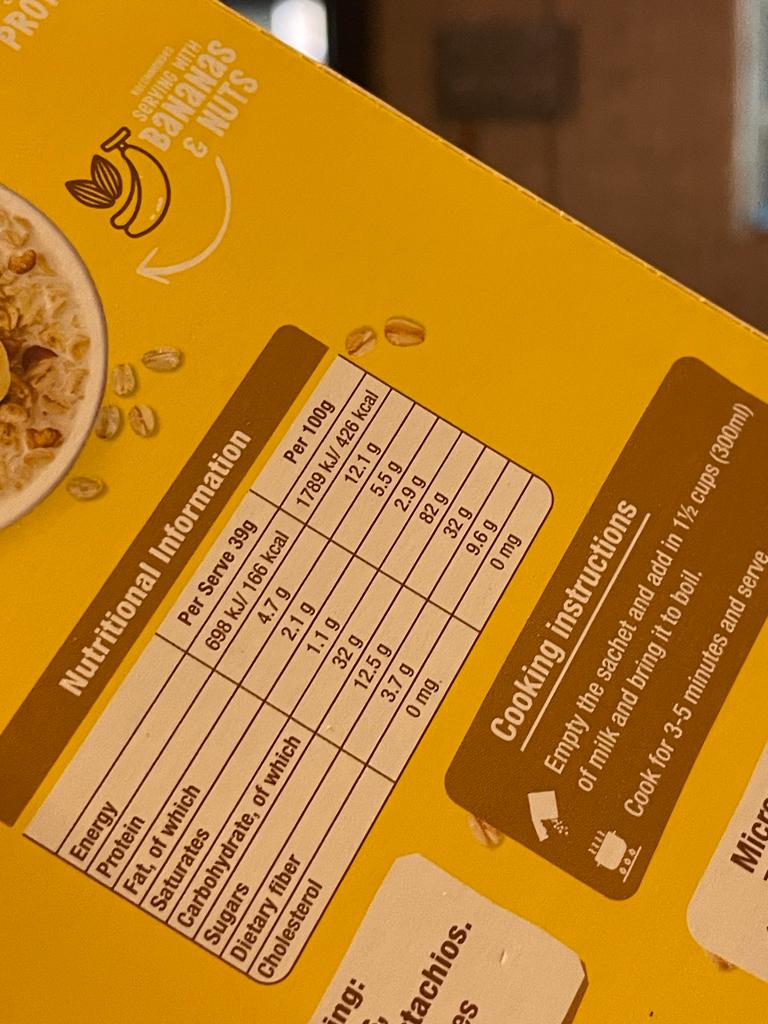 PROT
RECOMMENDED
SERVING WITH
BANANAS
& NUTS
Nutritional Information
Per Serve 39g Per 100g
Energy 698 kJ/ 166 kcal 1789 kJ/ 426 kcal
Protein 4.7 g 12.1 g
Fat, of which 2.1 g 5.5 g
Saturates 1.1 g 2.9 g
Carbohydrate, of which 32 g 82 g
Sugars 12.5 g 32 g
Dietary fiber 3.7 g 9.6 g
Cholesterol 0 mg 0 mg
Cooking instructions
Empty the sachet and add in 1½ cups (300ml)
of milk and bring it to boil.
Cook for 3-5 minutes and serve
ing:
tachios.
es
Micro